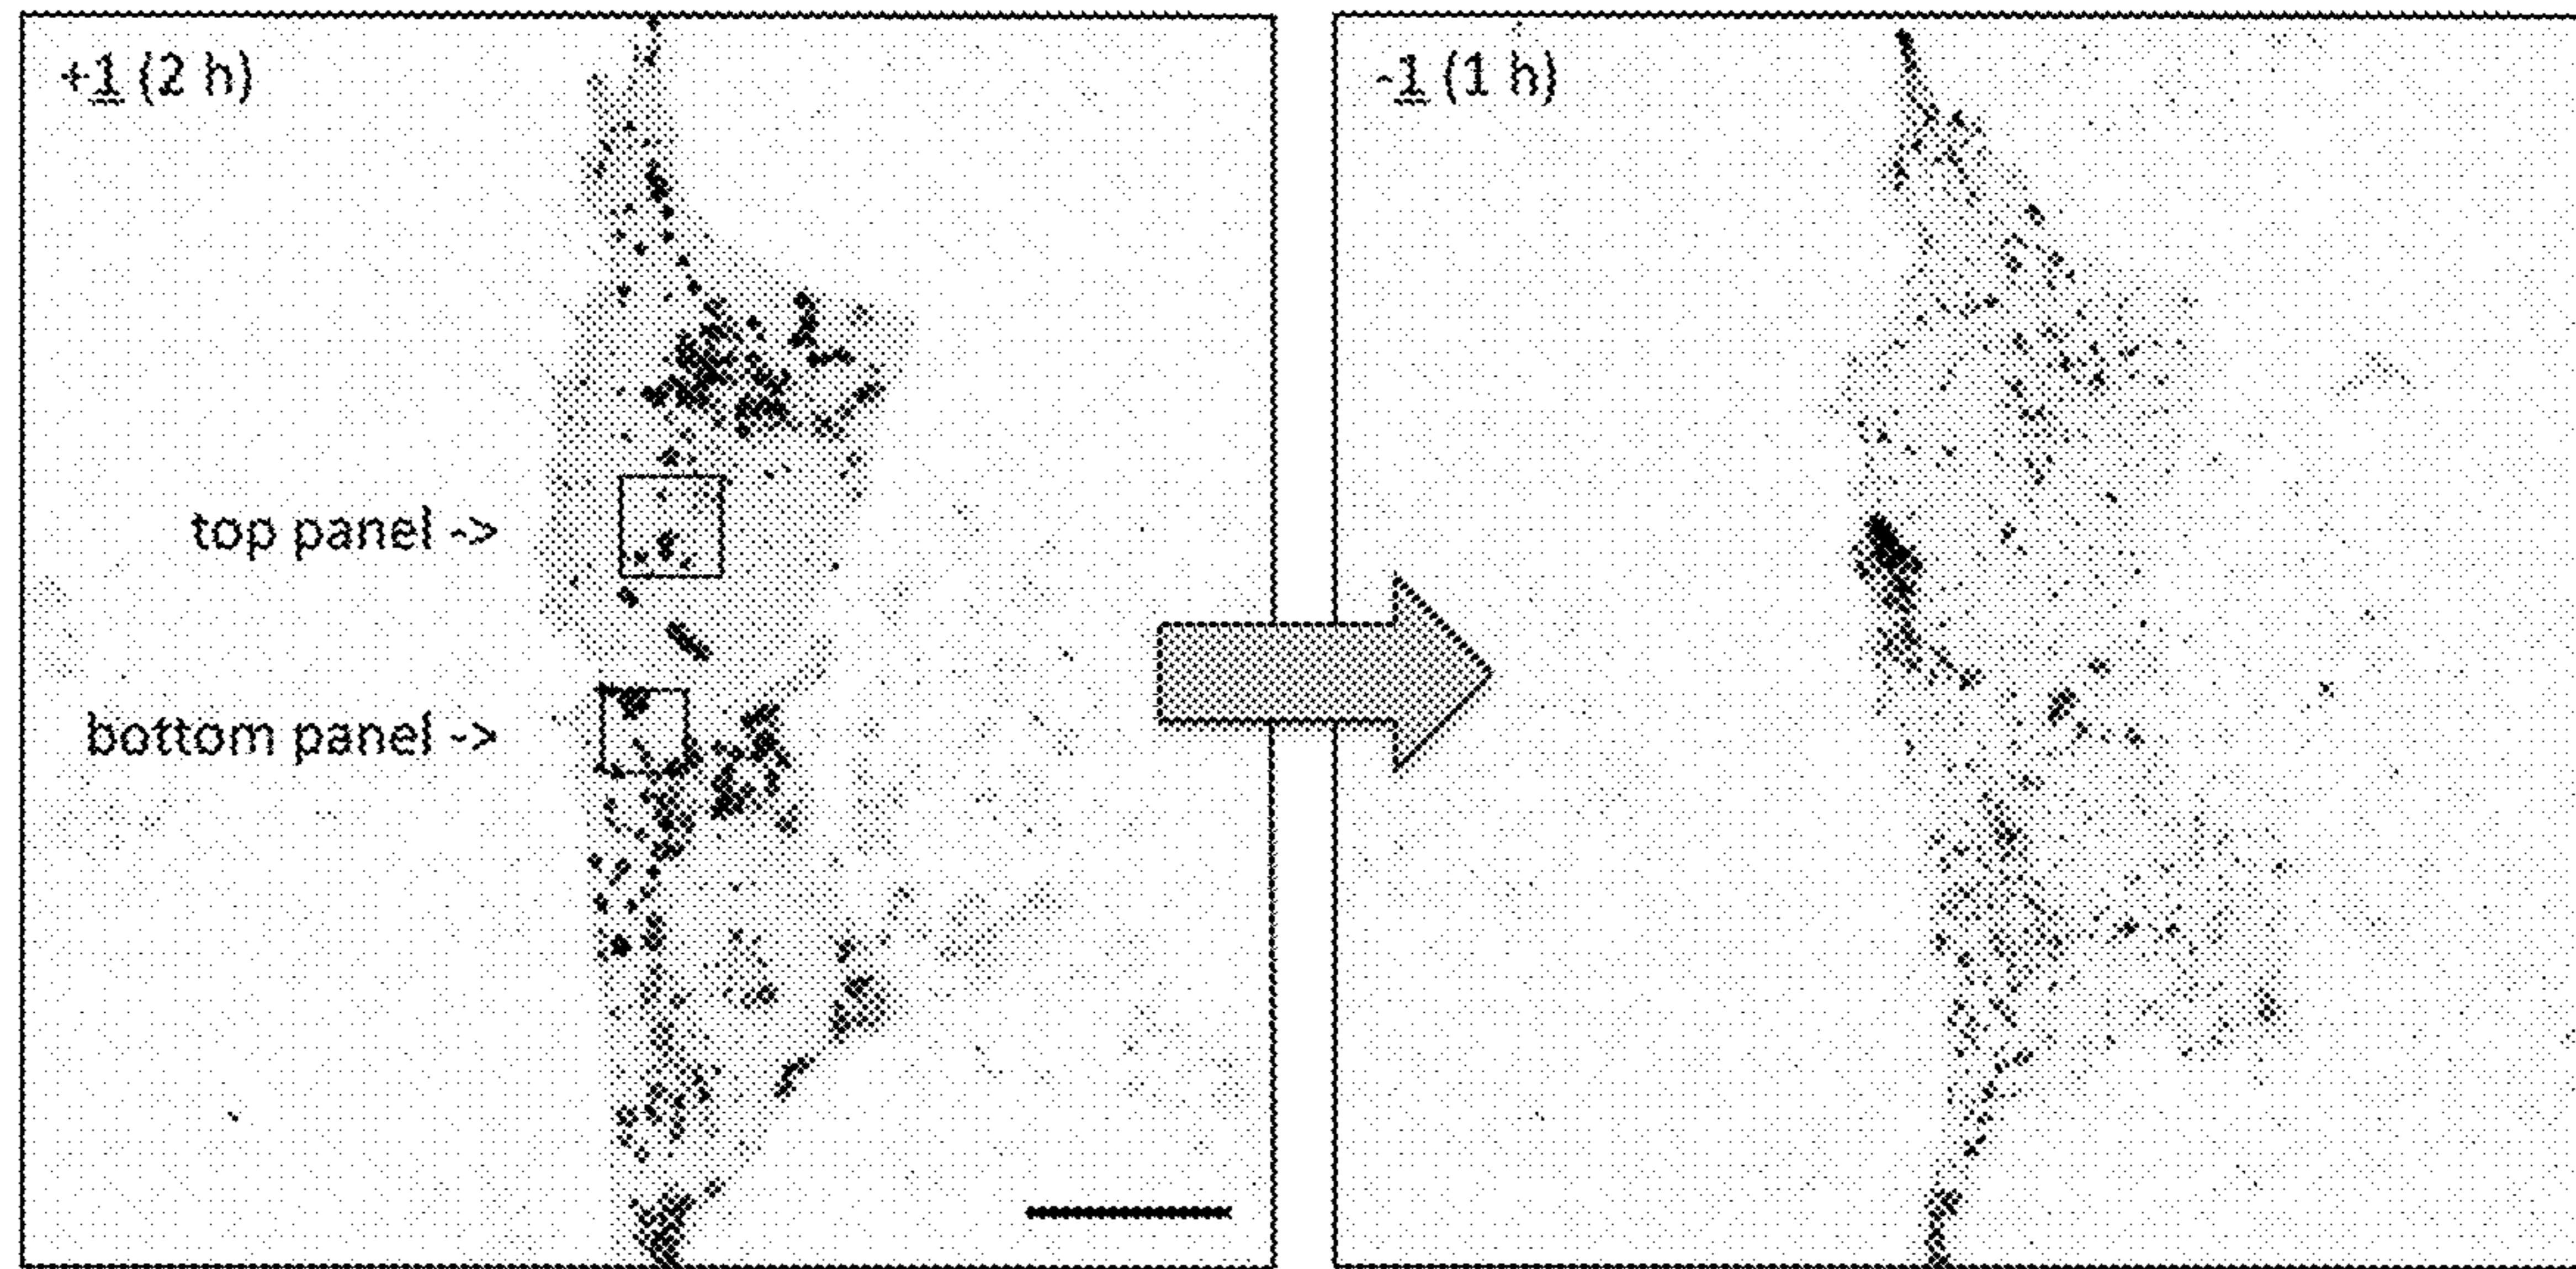 +1 (2 h)
-1 (1 h)
top panel ->
bottom panel ->